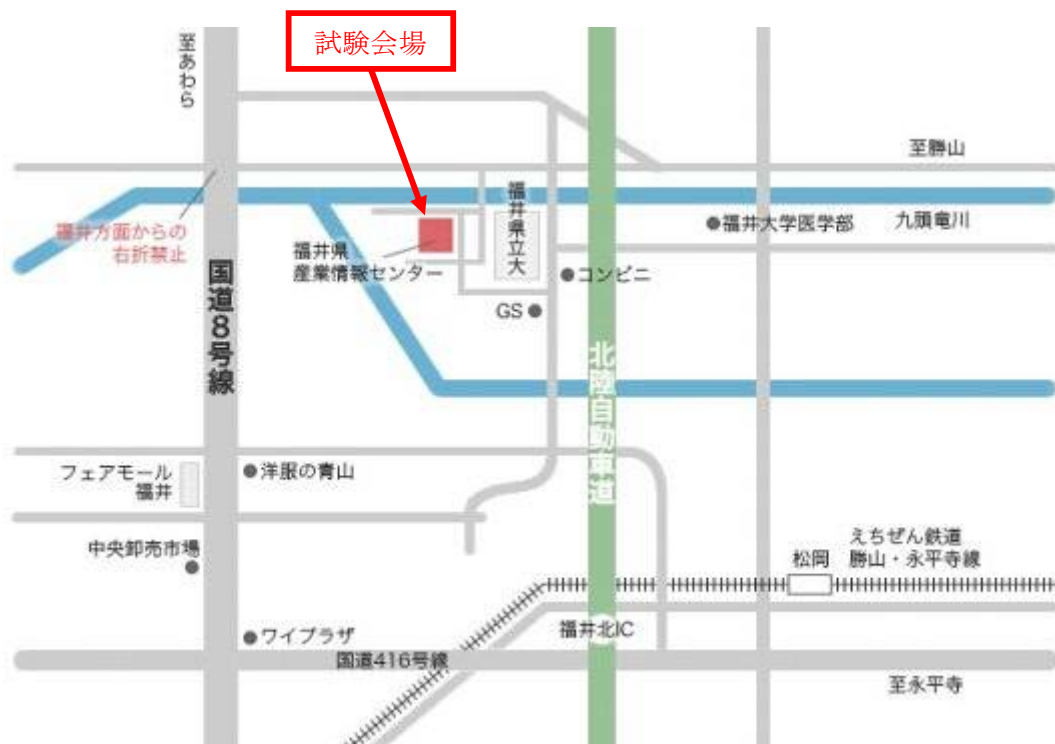 試験会場
至あわら
至勝山
福井方面からの
右折禁止
福井県
産業情報センター
福井県立大
福井大学医学部
九頭竜川
コンビニ
GS
国道8号線
北陸自動車道
フェアモール
福井
洋服の青山
中央卸売市場
えちぜん鉄道
勝山・永平寺線
松岡
ワイプラザ
福井北IC
国道416号線
至永平寺